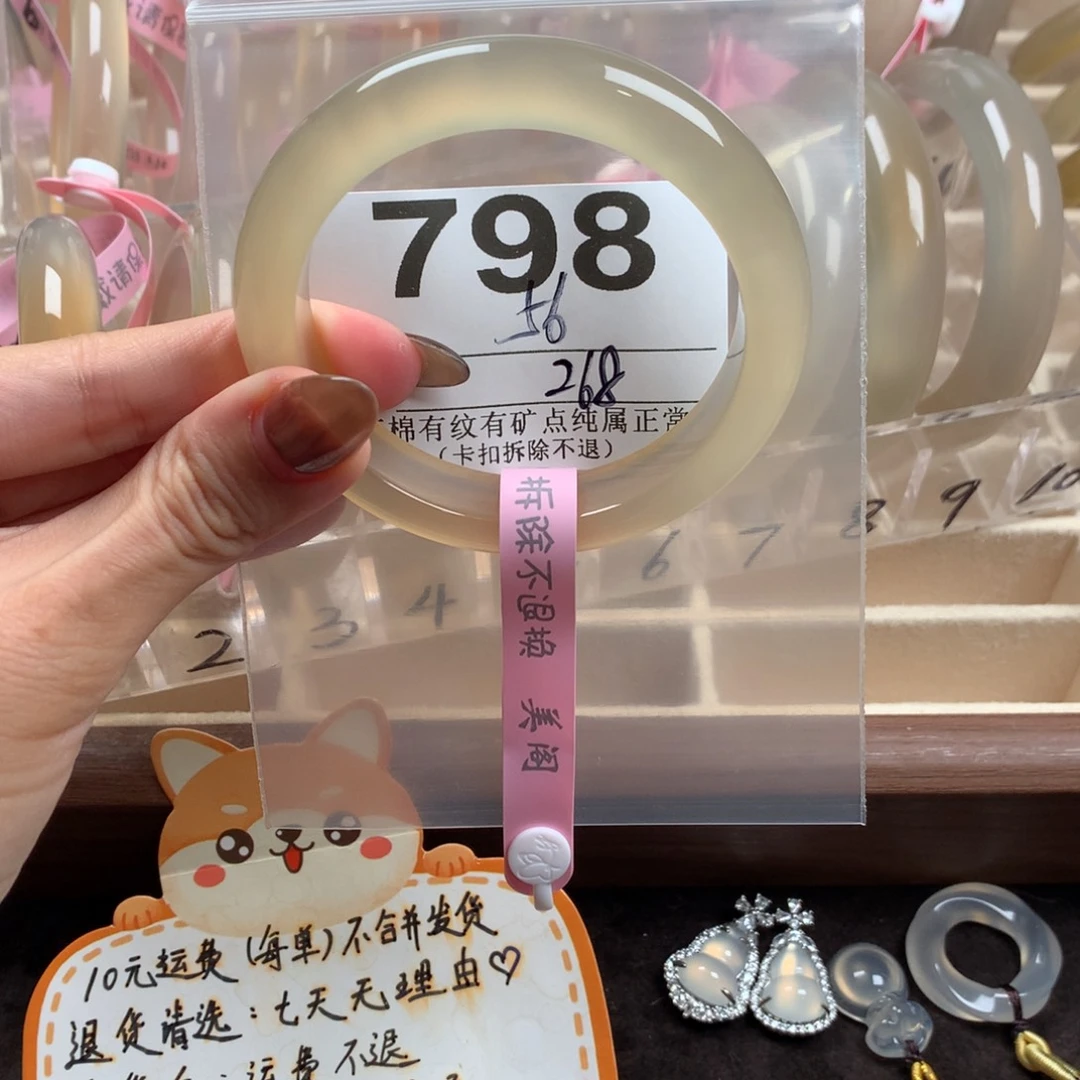 798
56
268
棉有纹有矿点纯属正常
(卡扣拆除不退)
拆除不退换 美阁
2 3 4 6 7 8 9 10
10元运费(每单)不合并发货
退货请选:七天无理由♡
运费不退